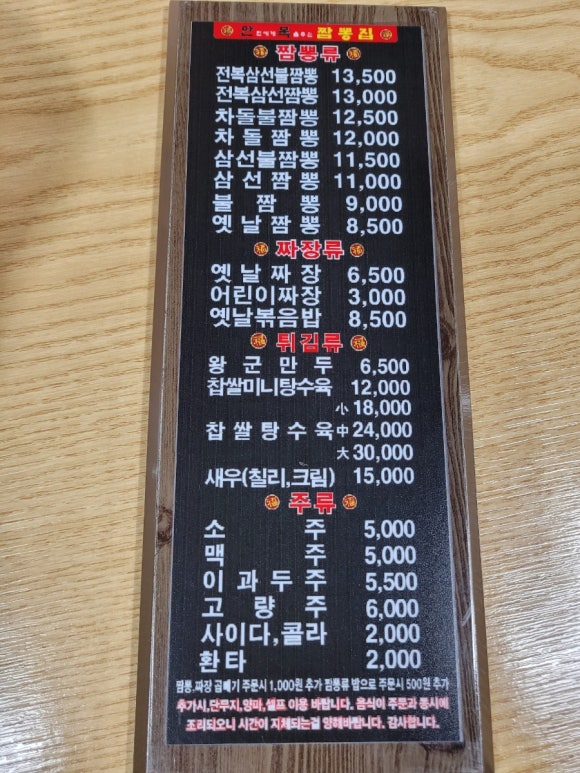 안 전에게 복 을주는 짬뽕집
짬뽕류
전복삼선불짬뽕 13,500
전복삼선짬뽕 13,000
차돌불짬뽕 12,500
차돌짬뽕 12,000
삼선불짬뽕 11,500
삼선짬뽕 11,000
불짬뽕 9,000
옛날짬뽕 8,500
짜장류
옛날짜장 6,500
어린이짜장 3,000
옛날볶음밥 8,500
튀김류
왕군만두 6,500
찹쌀미니탕수육 12,000
小 18,000
찹쌀탕수육 中 24,000
大 30,000
새우(칠리,크림) 15,000
주류
소주 5,000
맥주 5,000
이과두주 5,500
고량주 6,000
사이다,콜라 2,000
환타 2,000
짬뽕,짜장 곱빼기 주문시 1,000원 추가 짬뽕류 밥으로 주문시 500원 추가
추가시,단무지,양파,셀프 이용 바랍니다. 음식이 주문과 동시에
조리되오니 시간이 지체되는걸 양해바랍니다. 감사합니다.